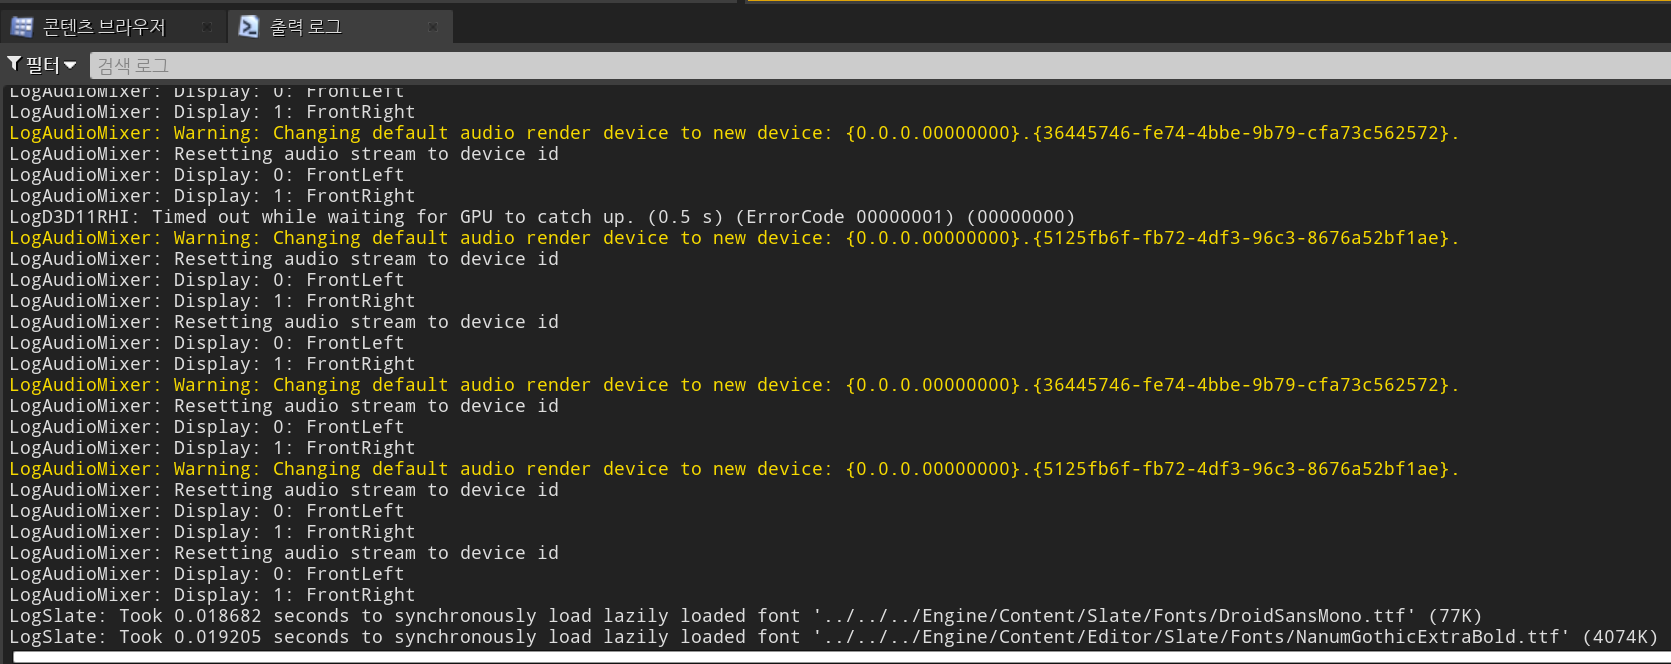 콘텐츠 브라우저
출력 로그
필터
검색 로그
LogAudioMixer: Display: 0: FrontLeft
LogAudioMixer: Display: 1: FrontRight
LogAudioMixer: Warning: Changing default audio render device to new device: {0.0.0.00000000}.{36445746-fe74-4bbe-9b79-cfa73c562572}.
LogAudioMixer: Resetting audio stream to device id
LogAudioMixer: Display: 0: FrontLeft
LogAudioMixer: Display: 1: FrontRight
LogD3D11RHI: Timed out while waiting for GPU to catch up. (0.5 s) (ErrorCode 00000001) (00000000)
LogAudioMixer: Warning: Changing default audio render device to new device: {0.0.0.00000000}.{5125fb6f-fb72-4df3-96c3-8676a52bf1ae}.
LogAudioMixer: Resetting audio stream to device id
LogAudioMixer: Display: 0: FrontLeft
LogAudioMixer: Display: 1: FrontRight
LogAudioMixer: Resetting audio stream to device id
LogAudioMixer: Display: 0: FrontLeft
LogAudioMixer: Display: 1: FrontRight
LogAudioMixer: Warning: Changing default audio render device to new device: {0.0.0.00000000}.{36445746-fe74-4bbe-9b79-cfa73c562572}.
LogAudioMixer: Resetting audio stream to device id
LogAudioMixer: Display: 0: FrontLeft
LogAudioMixer: Display: 1: FrontRight
LogAudioMixer: Warning: Changing default audio render device to new device: {0.0.0.00000000}.{5125fb6f-fb72-4df3-96c3-8676a52bf1ae}.
LogAudioMixer: Resetting audio stream to device id
LogAudioMixer: Display: 0: FrontLeft
LogAudioMixer: Display: 1: FrontRight
LogAudioMixer: Resetting audio stream to device id
LogAudioMixer: Display: 0: FrontLeft
LogAudioMixer: Display: 1: FrontRight
LogSlate: Took 0.018682 seconds to synchronously load lazily loaded font '../../../Engine/Content/Slate/Fonts/DroidSansMono.ttf' (77K)
LogSlate: Took 0.019205 seconds to synchronously load lazily loaded font '../../../Engine/Content/Editor/Slate/Fonts/NanumGothicExtraBold.ttf' (4074K)